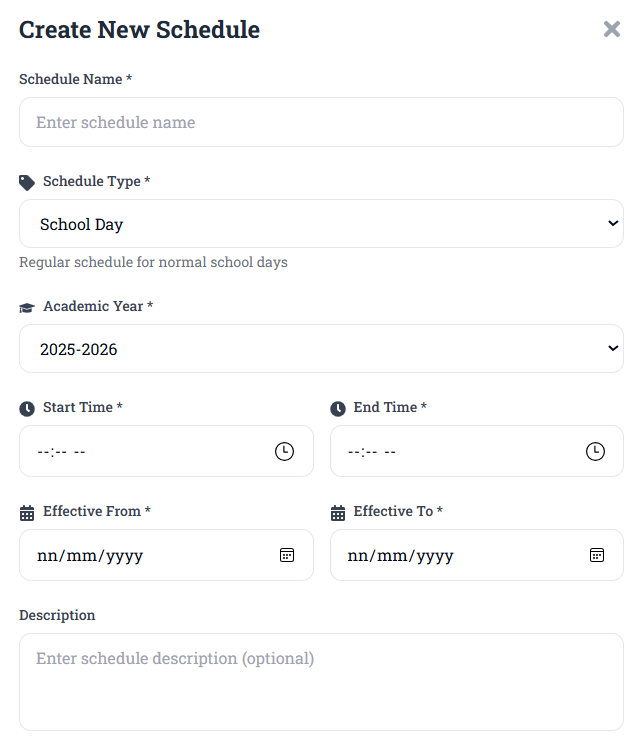 Create New Schedule
Schedule Name *
Enter schedule name
Schedule Type *
School Day
Regular schedule for normal school days
Academic Year *
2025-2026
Start Time * End Time *
--:-- -- --:-- --
Effective From * Effective To *
nn/mm/yyyy nn/mm/yyyy
Description
Enter schedule description (optional)